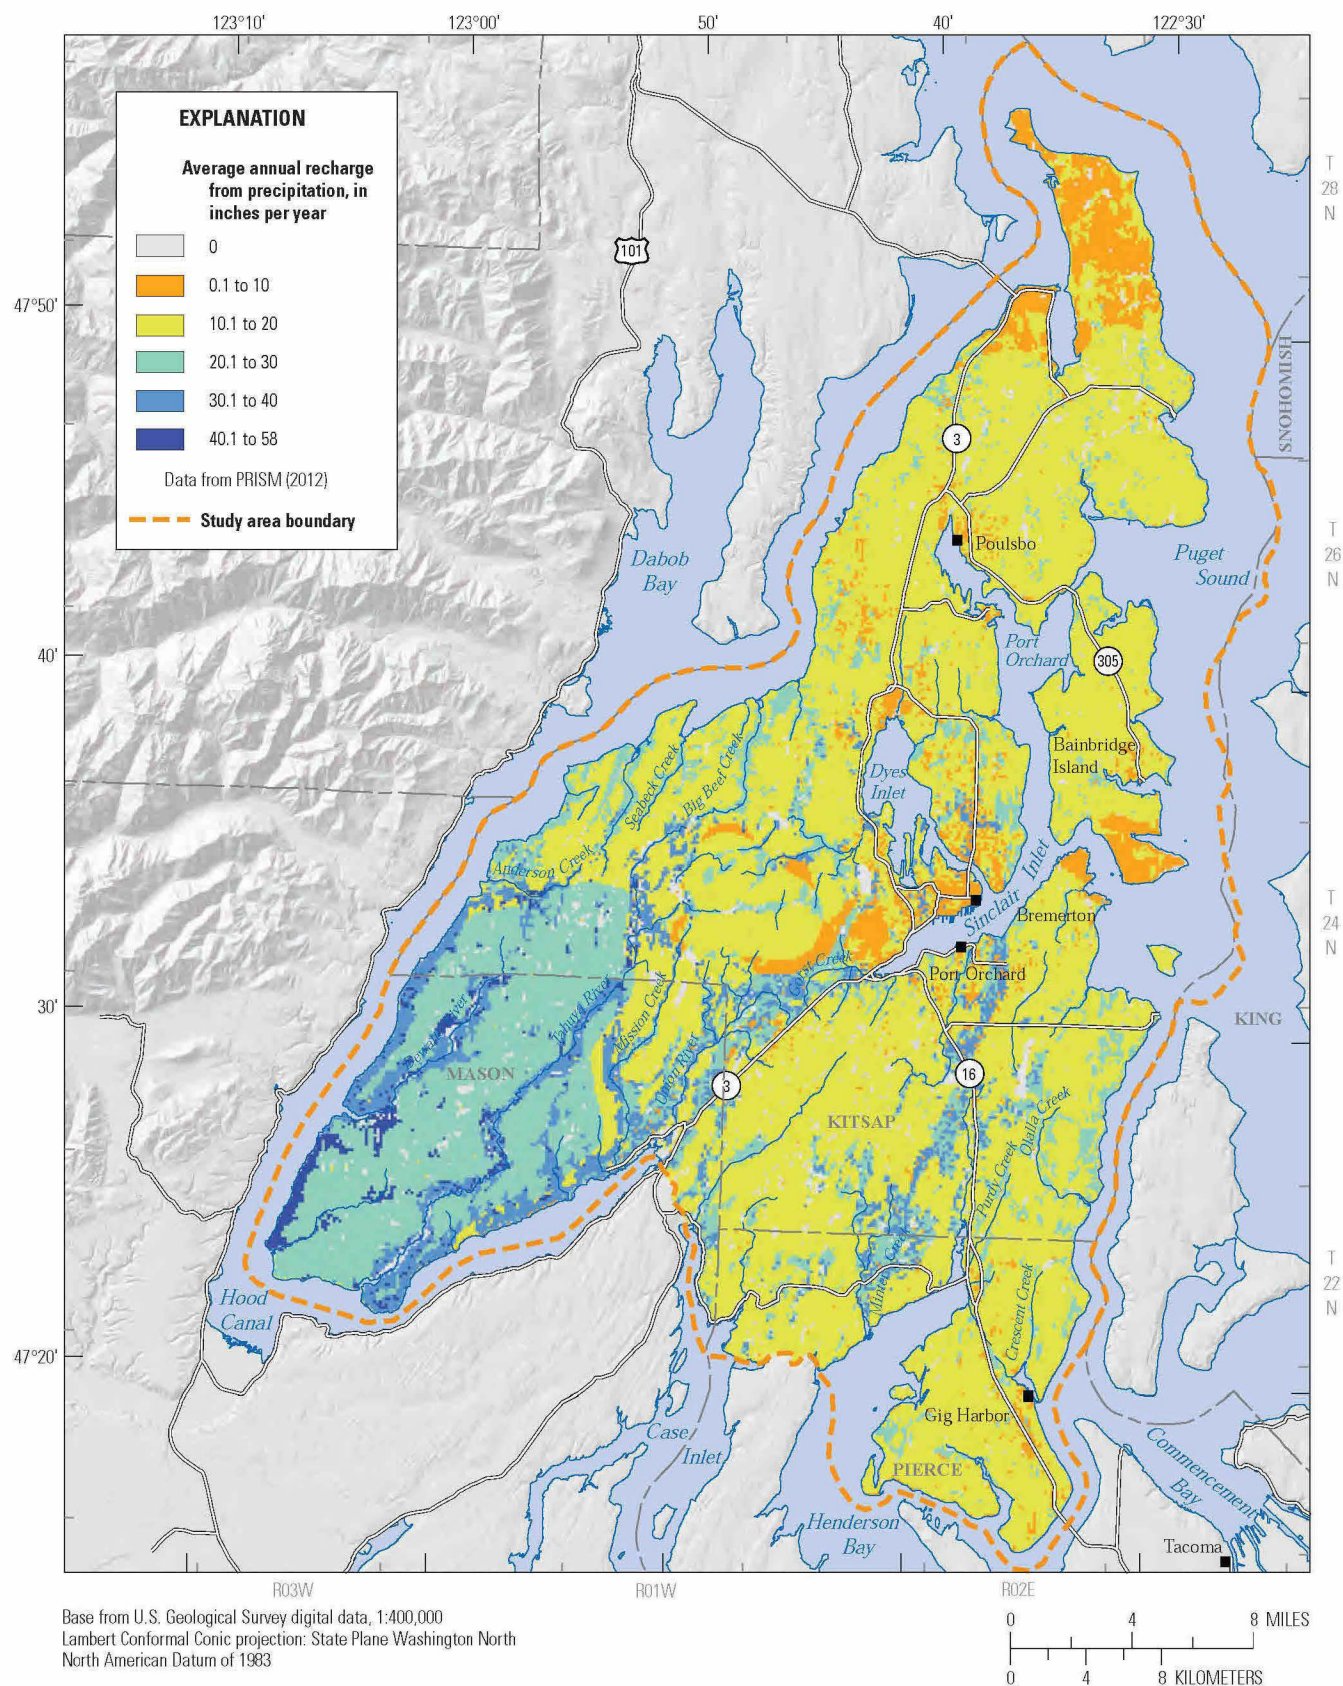 123°10'
123°00'
50'
40'
122°30'
EXPLANATION
Average annual recharge
from precipitation, in
inches per year
0
0.1 to 10
10.1 to 20
20.1 to 30
30.1 to 40
40.1 to 58
Data from PRISM (2012)
Study area boundary
T
28
N
101
47°50'
SNOHOMISH
3
Poulsbo
Dabob
Bay
Puget
Sound
T
26
N
40'
Port
Orchard
305
Bainbridge
Island
Seabeck Creek
Big Beef Creek
Dyes
Inlet
Anderson Creek
Sinclair Inlet
Bremerton
T
24
N
Gorst Creek
Port Orchard
30'
Tahuya River
Mission Creek
Union River
KING
MASON
3
16
KITSAP
Olalla Creek
Purdy Creek
Minter Creek
Crescent Creek
T
22
N
Hood
Canal
47°20'
Gig Harbor
Case
Inlet
PIERCE
Commencement
Bay
Henderson
Bay
Tacoma
R03W
R01W
R02E
Base from U.S. Geological Survey digital data, 1:400,000
Lambert Conformal Conic projection: State Plane Washington North
North American Datum of 1983
0 4 8 MILES
0 4 8 KILOMETERS